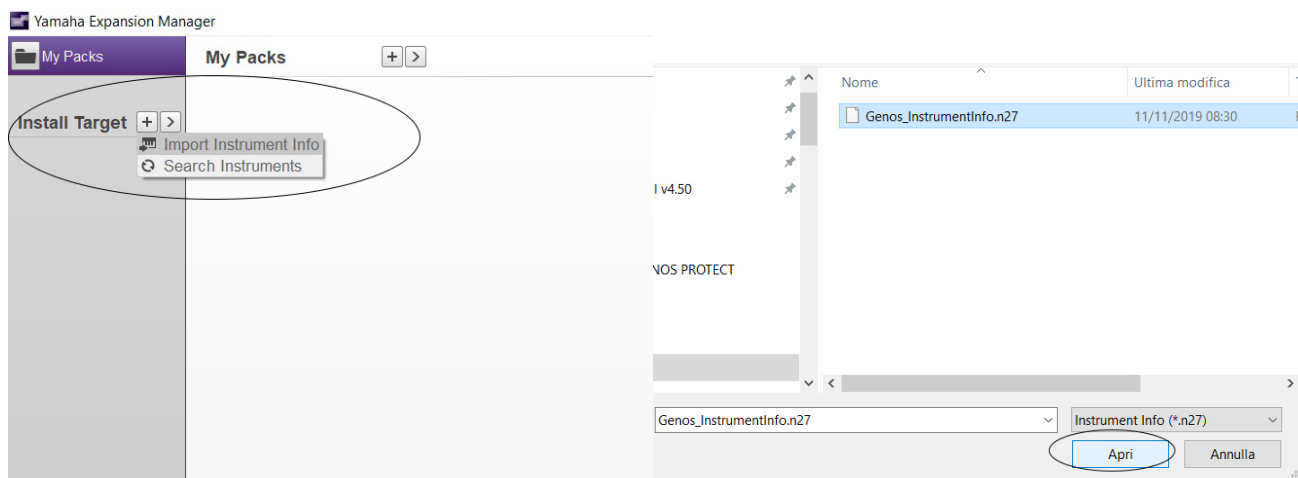 Yamaha Expansion Manager
My Packs
My Packs
+ >
Install Target + >
Import Instrument Info
Search Instruments
Nome
Ultima modifica
Genos_InstrumentInfo.n27
11/11/2019 08:30
v4.50
PROTECT
Genos_InstrumentInfo.n27
Instrument Info (*.n27)
Apri
Annulla